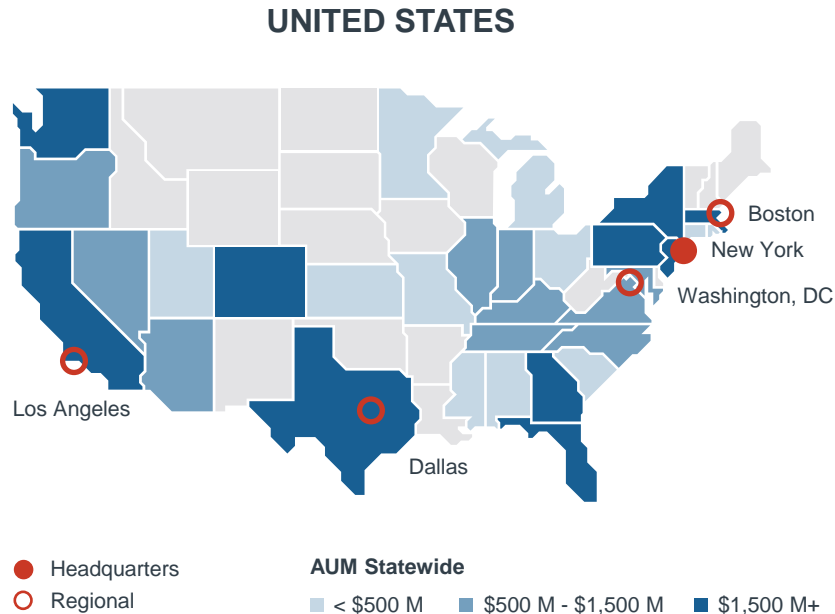 UNITED STATES
Boston
New York
Washington, DC
Los Angeles
Dallas
Headquarters
Regional
AUM Statewide
< $500 M
$500 M - $1,500 M
$1,500 M+